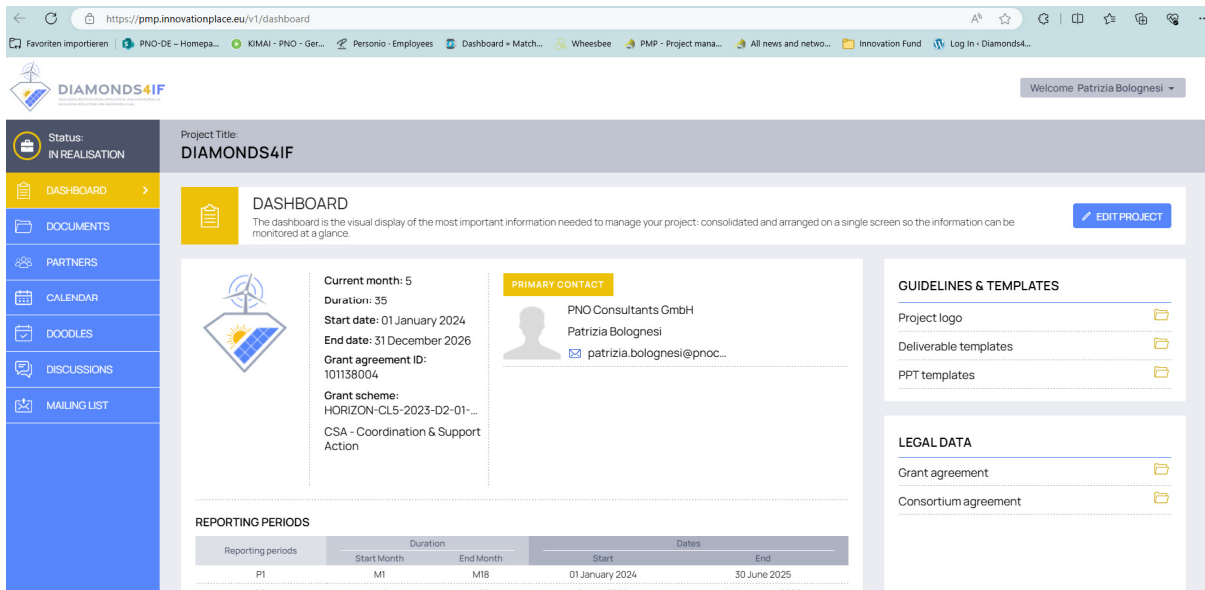 https://pmp.innovationplace.eu/v1/dashboard
Favoriten importieren
PNO-DE – Homepa...
KIMAI - PNO - Ger...
Personio · Employees
Dashboard » Match...
Wheesbee
PMP - Project mana...
All news and netwo...
Innovation Fund
Log In ‹ Diamonds4...
DIAMONDS4IF
Welcome Patrizia Bolognesi
Status:
IN REALISATION
Project Title:
DIAMONDS4IF
DASHBOARD
DOCUMENTS
PARTNERS
CALENDAR
DOODLES
DISCUSSIONS
MAILING LIST
DASHBOARD
The dashboard is the visual display of the most important information needed to manage your project: consolidated and arranged on a single screen so the information can be
monitored at a glance.
EDIT PROJECT
Current month: 5
Duration: 35
Start date: 01 January 2024
End date: 31 December 2026
Grant agreement ID:
101138004
Grant scheme:
HORIZON-CL5-2023-D2-01-...
CSA - Coordination & Support
Action
PRIMARY CONTACT
PNO Consultants GmbH
Patrizia Bolognesi
patrizia.bolognesi@pnoc...
GUIDELINES & TEMPLATES
Project logo
Deliverable templates
PPT templates
LEGAL DATA
Grant agreement
Consortium agreement
REPORTING PERIODS
Reporting periods
Duration
Dates
Start Month
End Month
Start
End
P1 M1 M18 01 January 2024 30 June 2025